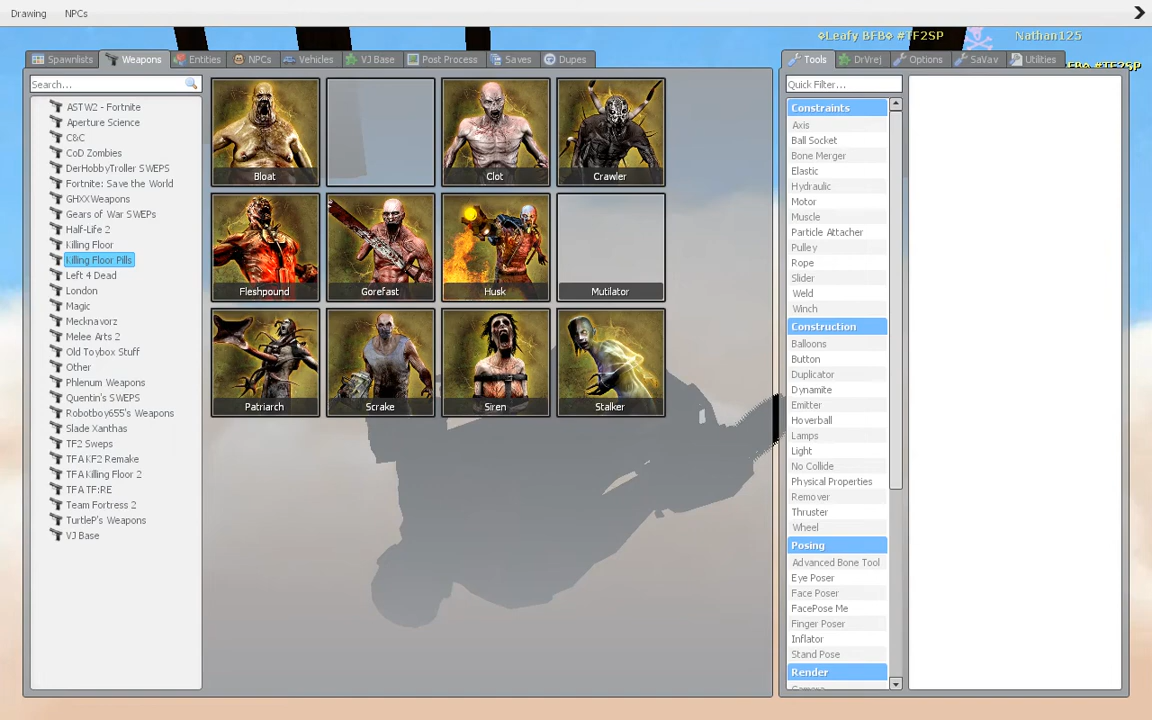 Drawing NPCs
◊Leafy BFB◊ #TF2SP Nathan125
Spawnlists Weapons Entities NPCs Vehicles VJ Base Post Process Saves Dupes
Tools DrVrej Options SaVav Utilities
Search...
ASTW2 - Fortnite
Aperture Science
C&C
CoD Zombies
DerHobbyTroller SWEPS
Fortnite: Save the World
GHXXWeapons
Gears of War SWEPs
Half-Life 2
Killing Floor
Killing Floor Pills
Left 4 Dead
London
Magic
Mecknavorz
Melee Arts 2
Old Toybox Stuff
Other
Phlenum Weapons
Quentin's SWEPS
Robotboy655's Weapons
Slade Xanthas
TF2 Sweps
TFA KF2 Remake
TFA Killing Floor 2
TFA TF:RE
Team Fortress 2
TurtleP's Weapons
VJ Base
Bloat
Clot
Crawler
Fleshpound
Gorefast
Husk
Mutilator
Patriarch
Scrake
Siren
Stalker
Quick Filter...
Constraints
Axis
Ball Socket
Bone Merger
Elastic
Hydraulic
Motor
Muscle
Particle Attacher
Pulley
Rope
Slider
Weld
Winch
Construction
Balloons
Button
Duplicator
Dynamite
Emitter
Hoverball
Lamps
Light
No Collide
Physical Properties
Remover
Thruster
Wheel
Posing
Advanced Bone Tool
Eye Poser
Face Poser
FacePose Me
Finger Poser
Inflator
Stand Pose
Render